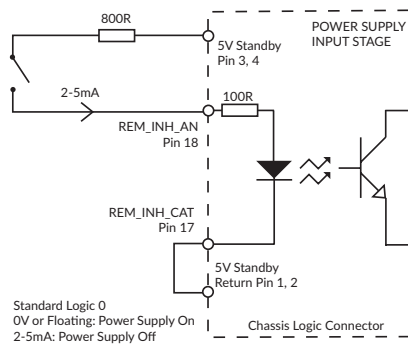 800R
POWER SUPPLY
INPUT STAGE
5V Standby
Pin 3, 4
2-5mA
100R
REM_INH_AN
Pin 18
REM_INH_CAT
Pin 17
5V Standby
Return Pin 1, 2
Standard Logic 0
0V or Floating: Power Supply On
2-5mA: Power Supply Off
Chassis Logic Connector